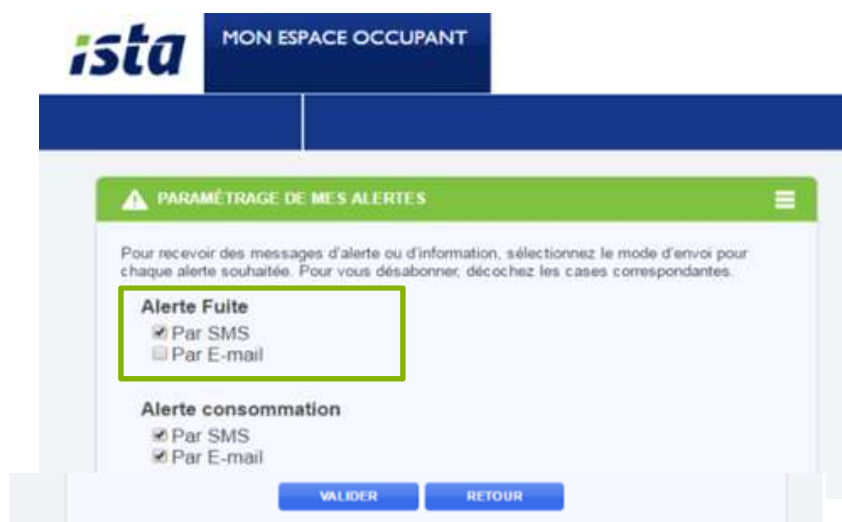 ista
MON ESPACE OCCUPANT
PARAMÉTRAGE DE MES ALERTES
Pour recevoir des messages d'alerte ou d'information, sélectionnez le mode d'envoi pour
chaque alerte souhaitée. Pour vous désabonner, décochez les cases correspondantes.
Alerte Fuite
Par SMS
Par E-mail
Alerte consommation
Par SMS
Par E-mail
VALIDER RETOUR